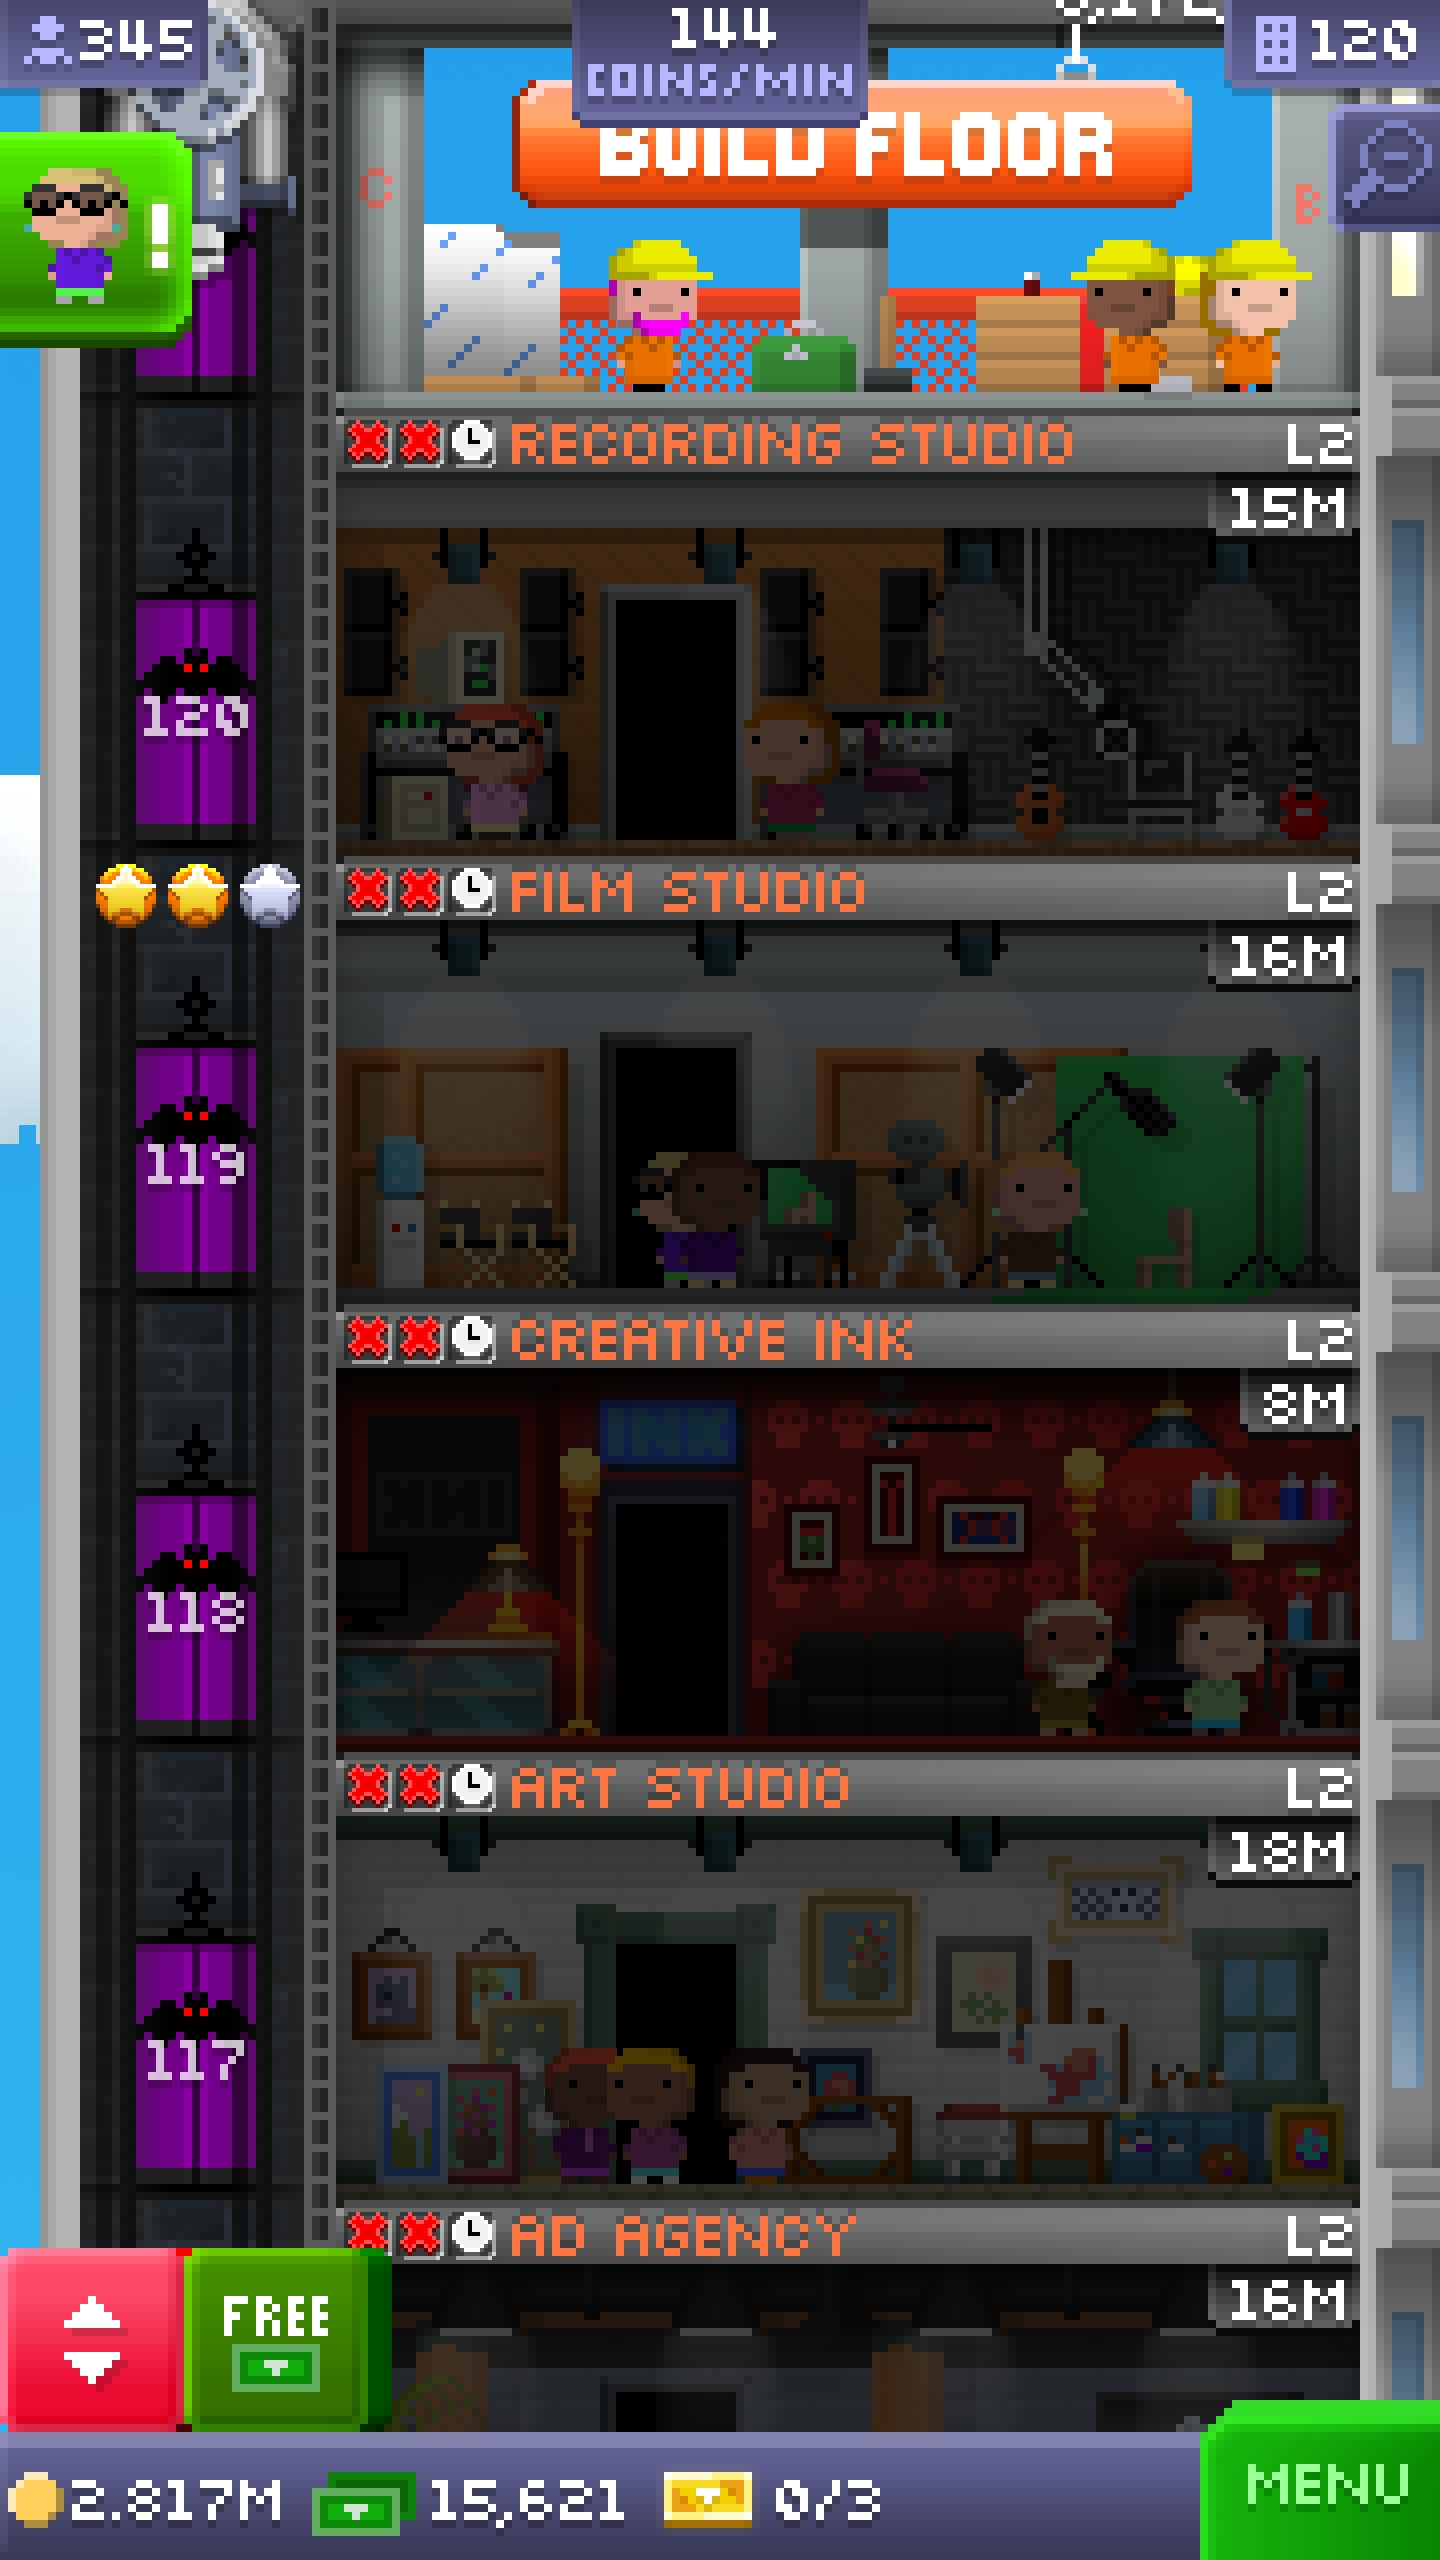 345
144
COINS/MIN
120
BUILD FLOOR
C
B
RECORDING STUDIO L2
15M
120
FILM STUDIO L2
16M
119
CREATIVE INK L2
8M
INK
118
ART STUDIO L2
18M
117
AD AGENCY L2
16M
FREE
2.817M 15,621 0/3
MENU